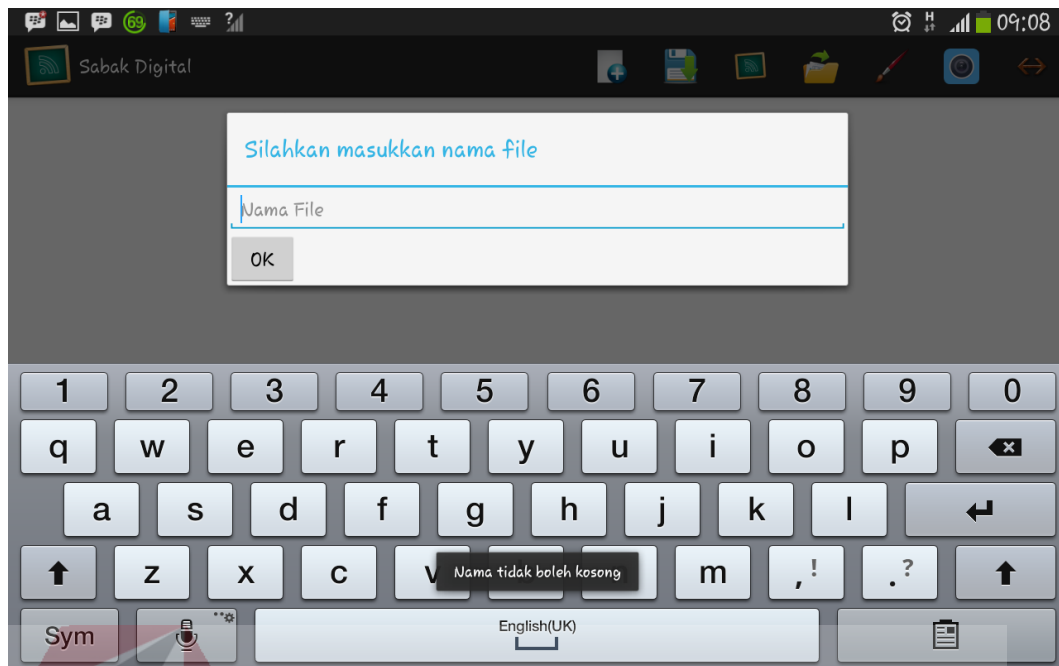 69 ? H 09:08
Sabak Digital
Silahkan masukkan nama file
Nama File
OK
1 2 3 4 5 6 7 8 9 0
q w e r t y u i o p
a s d f g h j k l
z x c v m , ! . ?
Nama tidak boleh kosong
Sym English(UK)